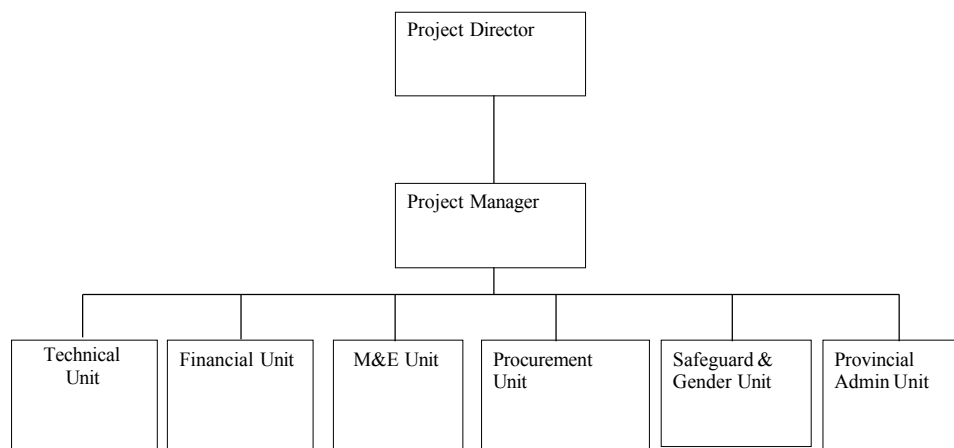 Project Director
Project Manager
Technical
Unit
Financial Unit
M&E Unit
Procurement
Unit
Safeguard &
Gender Unit
Provincial
Admin Unit